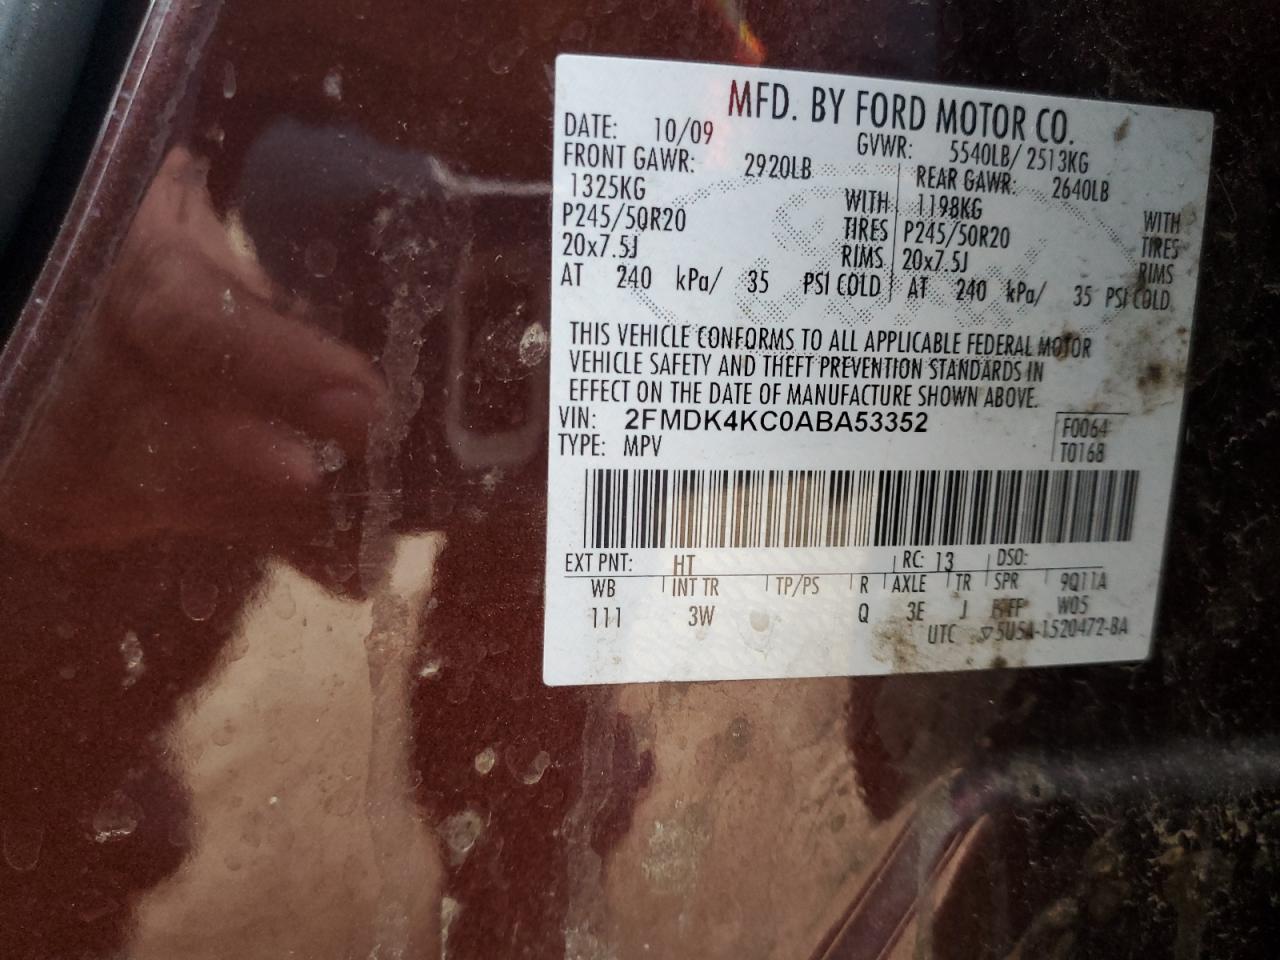 MFD. BY FORD MOTOR CO.
DATE: 10/09 GVWR: 5540LB/ 2513KG
FRONT GAWR: 2920LB REAR GAWR: 2640LB
1325KG WITH 1198KG WITH
P245/50R20 TIRES P245/50R20 TIRES
20x7.5J RIMS 20x7.5J RIMS
AT 240 kPa/ 35 PSI COLD AT 240 kPa/ 35 PSI COLD
THIS VEHICLE CONFORMS TO ALL APPLICABLE FEDERAL MOTOR
VEHICLE SAFETY AND THEFT PREVENTION STANDARDS IN
EFFECT ON THE DATE OF MANUFACTURE SHOWN ABOVE.
VIN: 2FMDK4KC0ABA53352 F0064
TYPE: MPV T0168
EXT PNT: HT RC: 13 DSO:
WB INT TR TP/PS R AXLE TR SPR 9Q11A
111 3W Q 3E J W05
UTC 5U5A-1520472-BA